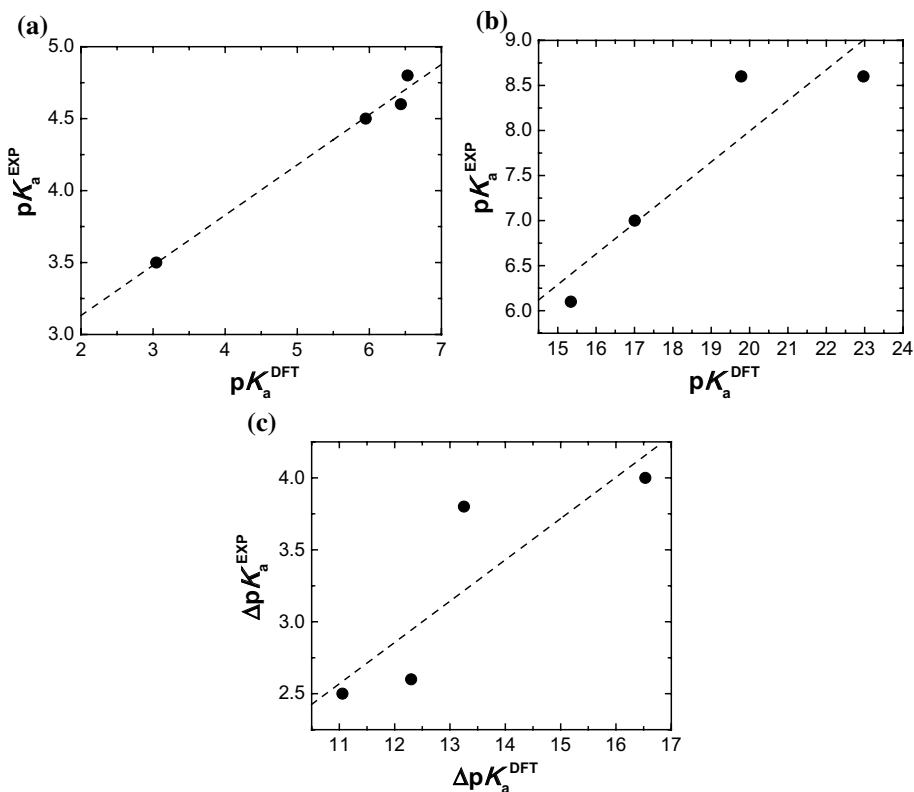 (a)
5.0
4.5
4.0
3.5
3.0
pKₐᴱˣᴾ
2 3 4 5 6 7
pKₐᴰᶠᵀ
(b)
9.0
8.5
8.0
7.5
7.0
6.5
6.0
pKₐᴱˣᴾ
15 16 17 18 19 20 21 22 23 24
pKₐᴰᶠᵀ
(c)
4.0
3.5
3.0
2.5
ΔpKₐᴱˣᴾ
11 12 13 14 15 16 17
ΔpKₐᴰᶠᵀ